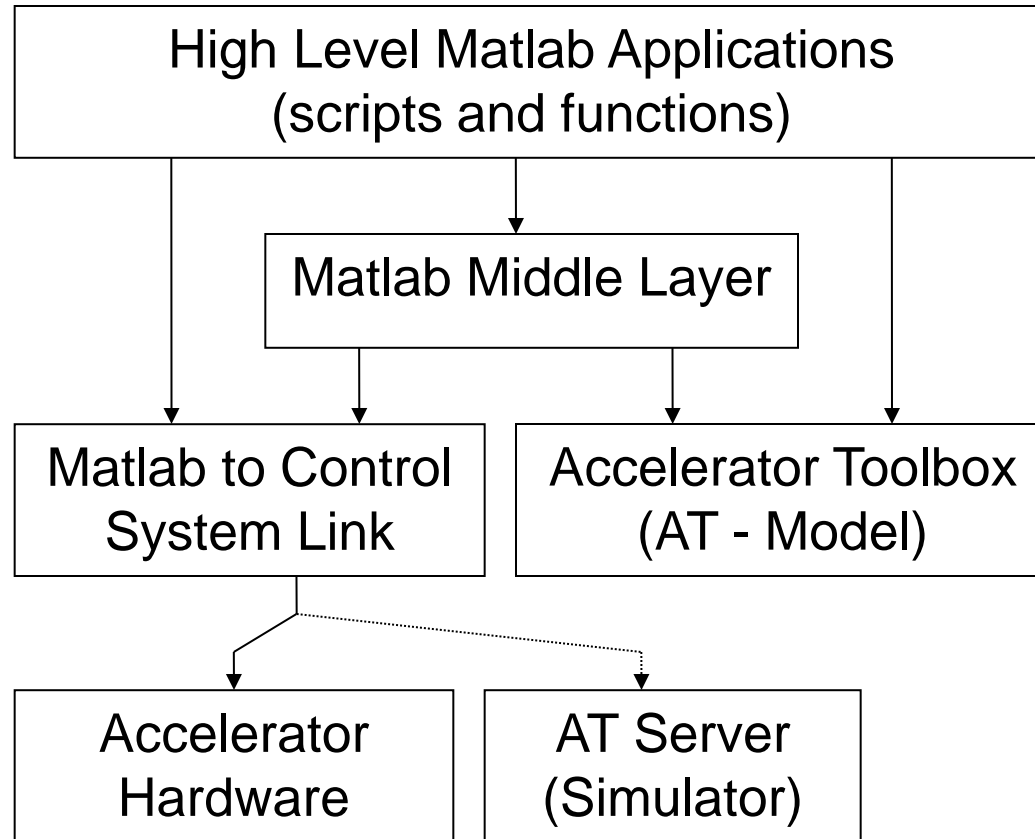 High Level Matlab Applications
(scripts and functions)
Matlab Middle Layer
Matlab to Control
System Link
Accelerator Toolbox
(AT - Model)
Accelerator
Hardware
AT Server
(Simulator)